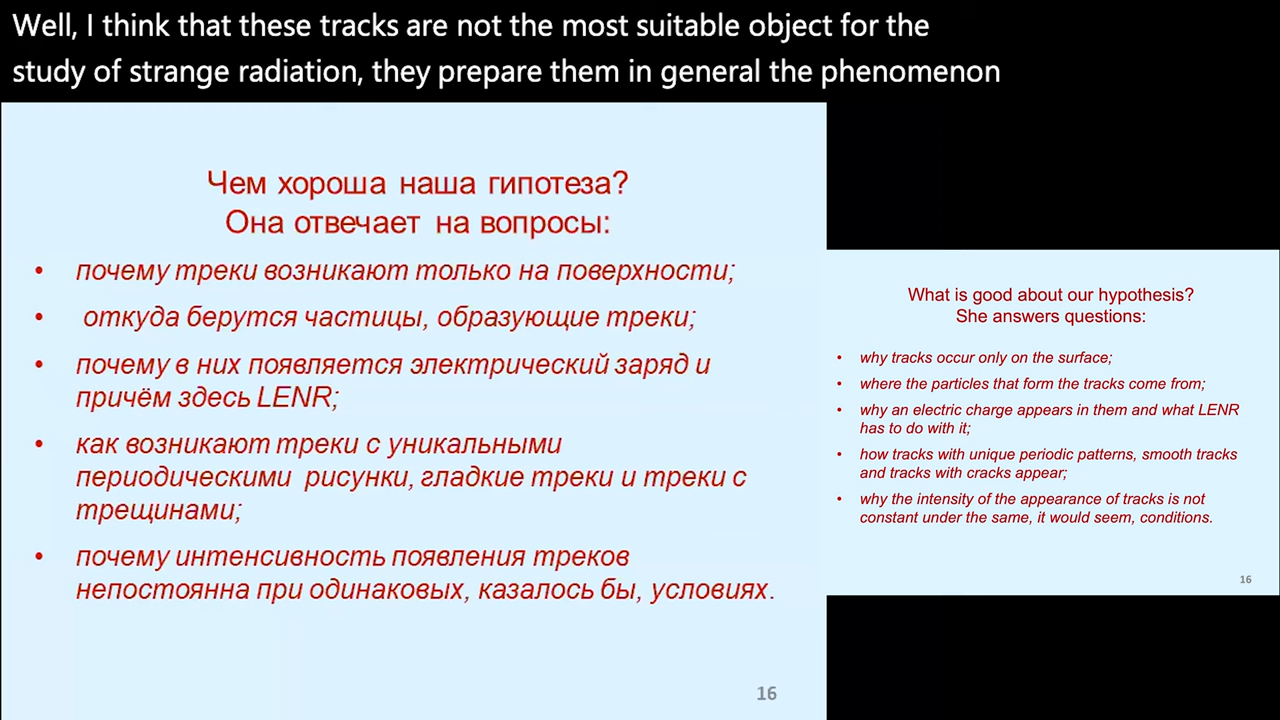 Well, I think that these tracks are not the most suitable object for the
study of strange radiation, they prepare them in general the phenomenon
Чем хороша наша гипотеза?
Она отвечает на вопросы:
• почему треки возникают только на поверхности;
• откуда берутся частицы, образующие треки;
• почему в них появляется электрический заряд и
причём здесь LENR;
• как возникают треки с уникальными
периодическими рисунки, гладкие треки и треки с
трещинами;
• почему интенсивность появления треков
непостоянна при одинаковых, казалось бы, условиях.
16
What is good about our hypothesis?
She answers questions:
• why tracks occur only on the surface;
• where the particles that form the tracks come from;
• why an electric charge appears in them and what LENR
has to do with it;
• how tracks with unique periodic patterns, smooth tracks
and tracks with cracks appear;
• why the intensity of the appearance of tracks is not
constant under the same, it would seem, conditions.
16